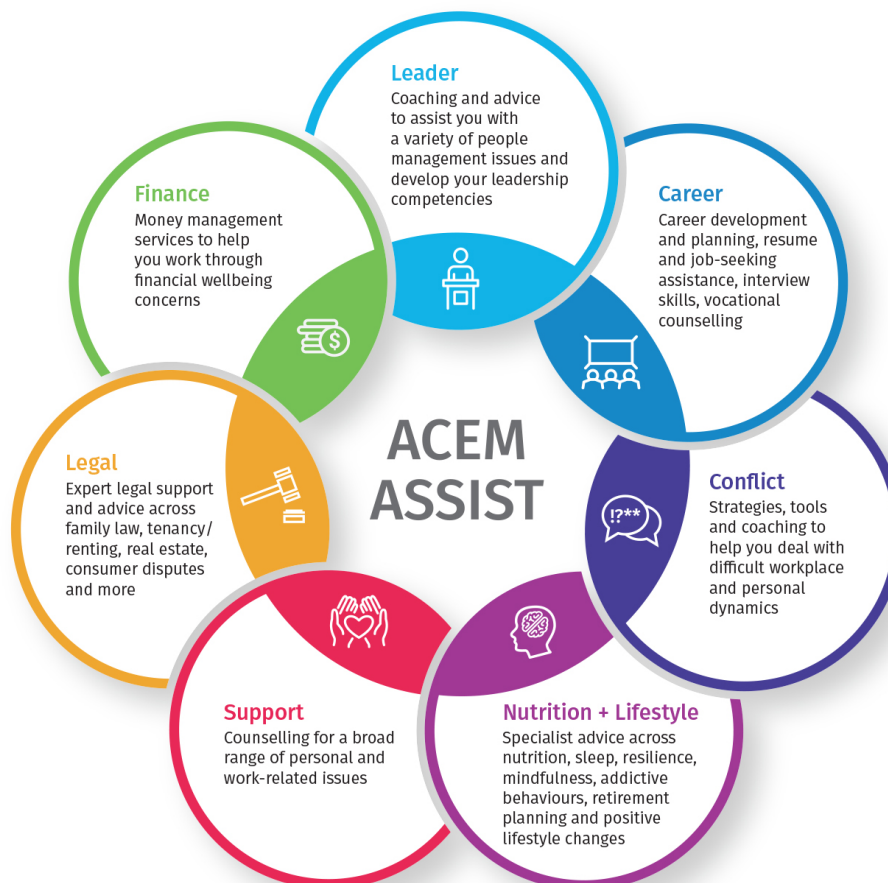 Leader
Coaching and advice
to assist you with
a variety of people
management issues and
develop your leadership
competencies
Career
Career development
and planning, resume
and job-seeking
assistance, interview
skills, vocational
counselling
Conflict
Strategies, tools
and coaching to
help you deal with
difficult workplace
and personal
dynamics
!?**
Nutrition + Lifestyle
Specialist advice across
nutrition, sleep, resilience,
mindfulness, addictive
behaviours, retirement
planning and positive
lifestyle changes
Support
Counselling for a broad
range of personal and
work-related issues
Legal
Expert legal support
and advice across
family law, tenancy/
renting, real estate,
consumer disputes
and more
Finance
Money management
services to help
you work through
financial wellbeing
concerns
$
ACEM
ASSIST